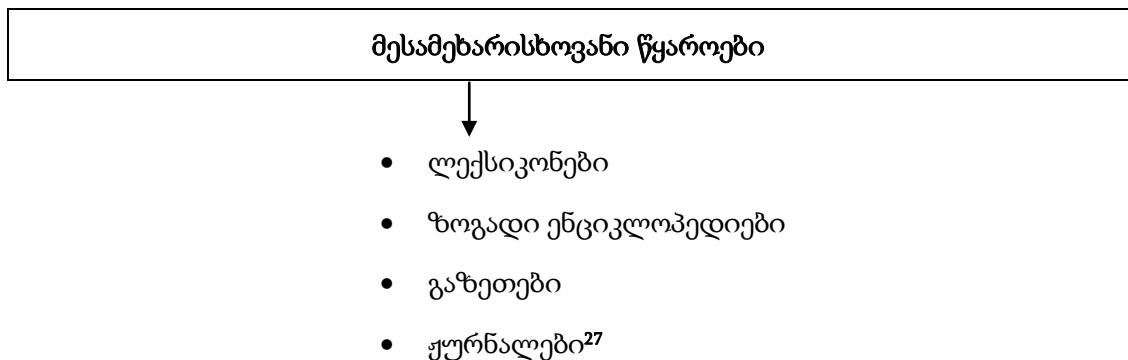 მესამეხარისხოვანი წყაროები
• ლექსიკონები
• ზოგადი ენციკლოპედიები
• გაზეთები
• ჟურნალები²⁷